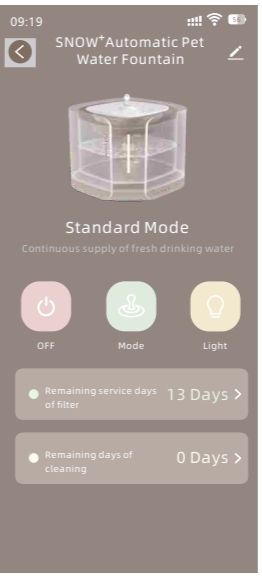 09:19
56
SNOW+Automatic Pet
Water Fountain
Standard Mode
Continuous supply of fresh drinking water
OFF
Mode
Light
Remaining service days
of filter
13 Days
Remaining days of
cleaning
0 Days